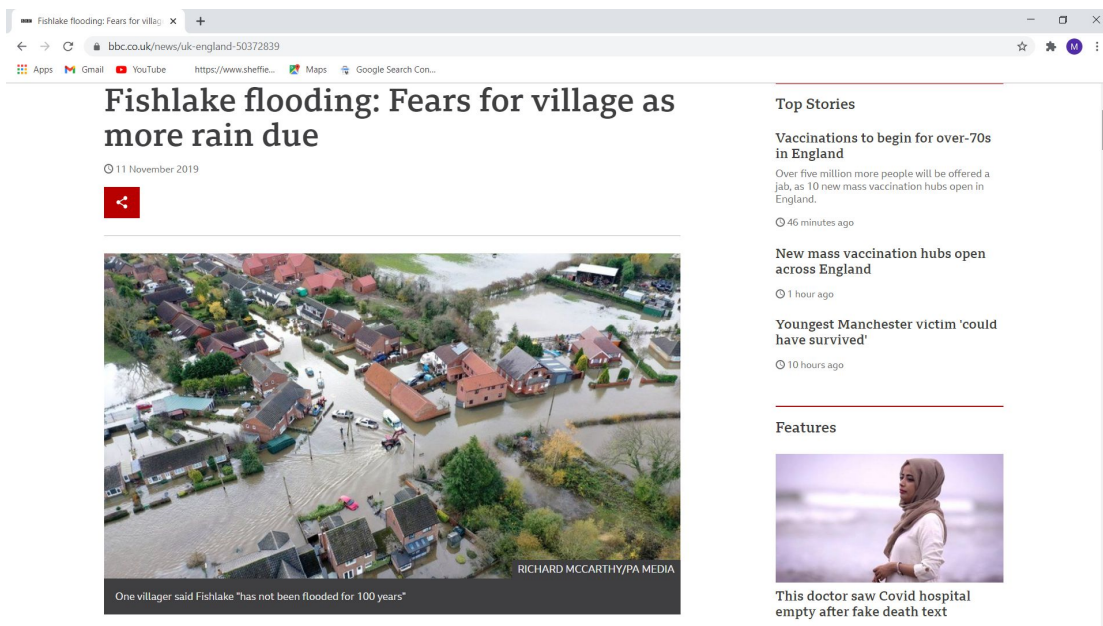 Fishlake flooding: Fears for villag
bbc.co.uk/news/uk-england-50372839
M
Apps
Gmail
YouTube
https://www.sheffie...
Maps
Google Search Con...
Fishlake flooding: Fears for village as
more rain due
11 November 2019
RICHARD MCCARTHY/PA MEDIA
One villager said Fishlake "has not been flooded for 100 years"
Top Stories
Vaccinations to begin for over-70s
in England
Over five million more people will be offered a
jab, as 10 new mass vaccination hubs open in
England.
46 minutes ago
New mass vaccination hubs open
across England
1 hour ago
Youngest Manchester victim 'could
have survived'
10 hours ago
Features
This doctor saw Covid hospital
empty after fake death text